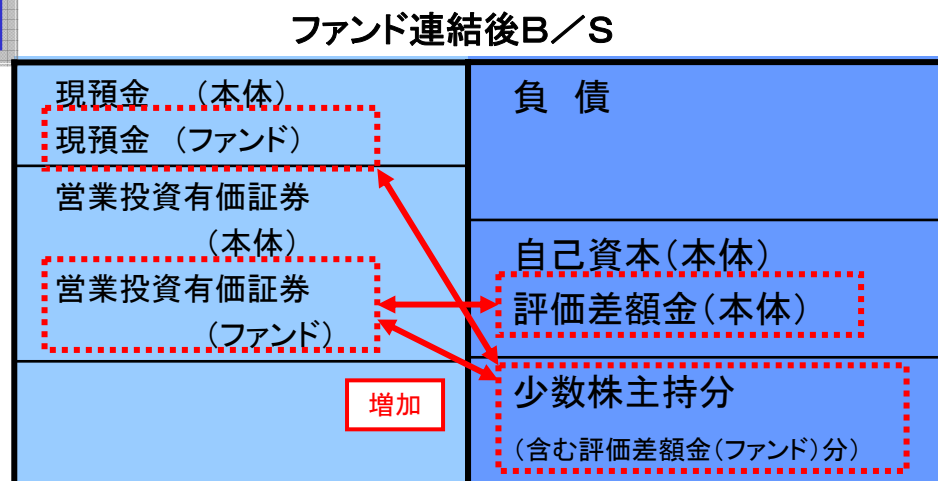 ファンド連結後B/S
現預金 (本体)
現預金 (ファンド)
営業投資有価証券
(本体)
営業投資有価証券
(ファンド)
増加
負 債
自己資本(本体)
評価差額金(本体)
少数株主持分
(含む評価差額金(ファンド)分)